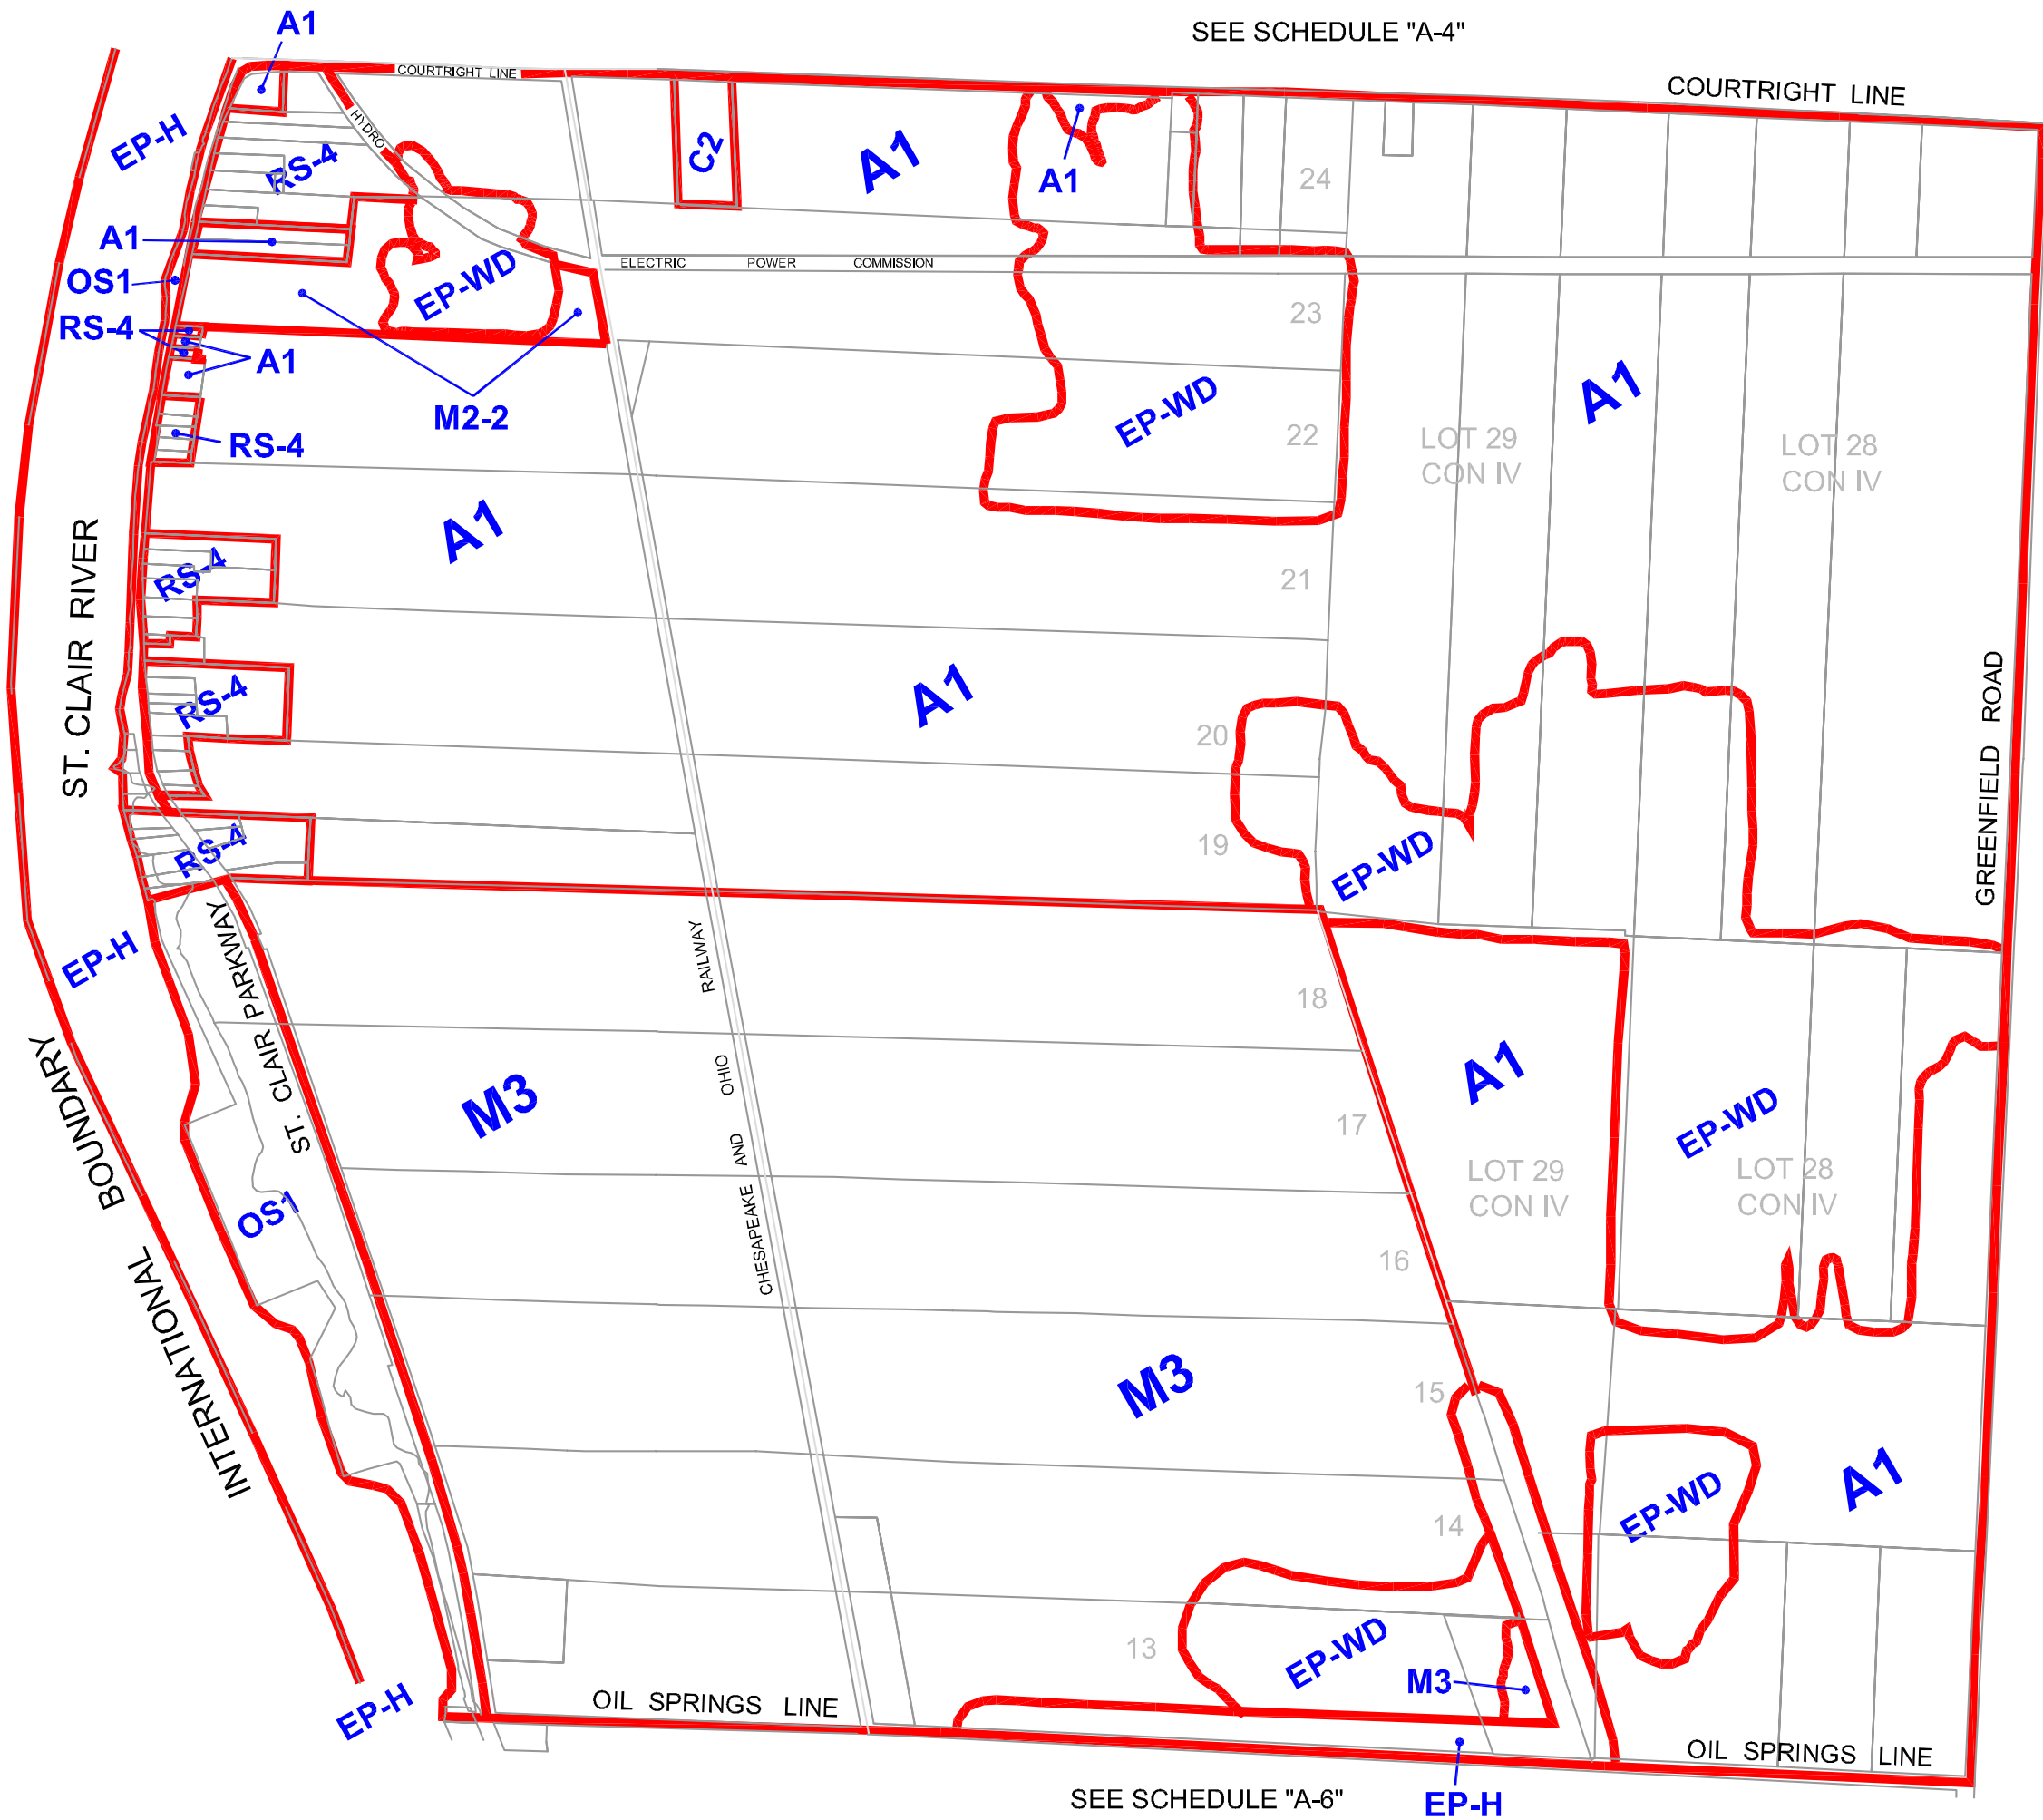 SEE SCHEDULE "A-4"
A1
COURTRIGHT LINE
COURTRIGHT LINE
EP-H
HYDRO
RS-4
C2
A1
A1
24
A1
OS1
EP-WD
ELECTRIC POWER COMMISSION
RS-4
A1
M2-2
23
EP-WD
A1
RS-4
22
LOT 29
CON IV
LOT 28
CON IV
ST. CLAIR RIVER
A1
RS-4
21
A1
RS-4
20
GREENFIELD ROAD
RS-4
19
EP-WD
EP-H
ST. CLAIR PARKWAY
CHESAPEAKE AND OHIO RAILWAY
18
A1
M3
17
EP-WD
LOT 29
CON IV
LOT 28
CON IV
INTERNATIONAL BOUNDARY
OS1
16
M3
15
A1
EP-WD
14
13
EP-WD
M3
EP-H
OIL SPRINGS LINE
OIL SPRINGS LINE
SEE SCHEDULE "A-6"
EP-H